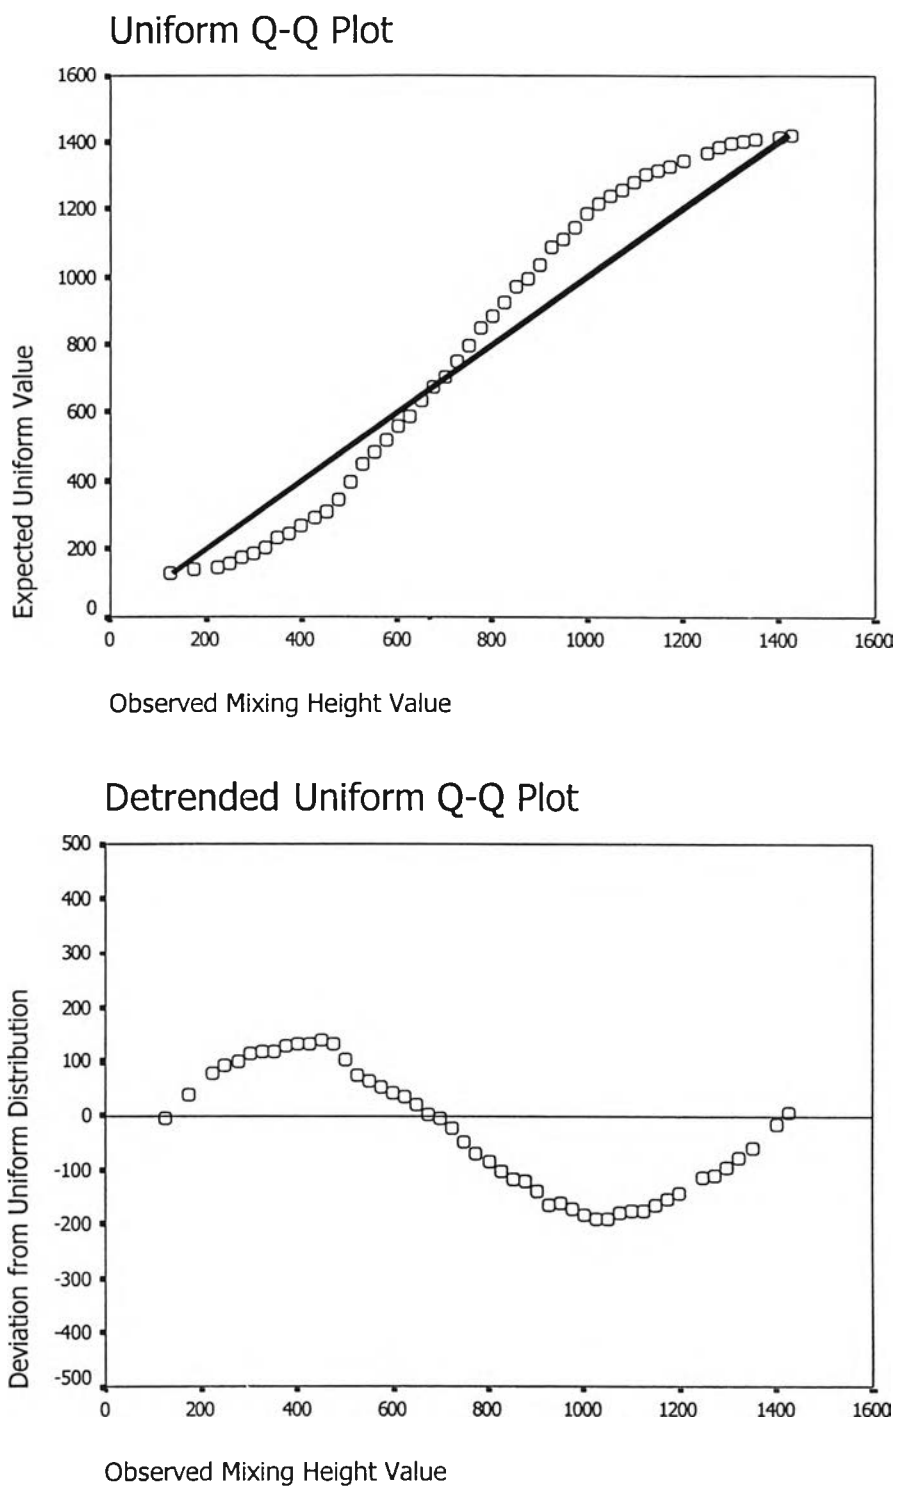 Uniform Q-Q Plot
1600
1400
1200
1000
800
600
400
200
0
Expected Uniform Value
0 200 400 600 800 1000 1200 1400 1600
Observed Mixing Height Value
Detrended Uniform Q-Q Plot
500
400
300
200
100
0
-100
-200
-300
-400
-500
Deviation from Uniform Distribution
0 200 400 600 800 1000 1200 1400 1600
Observed Mixing Height Value